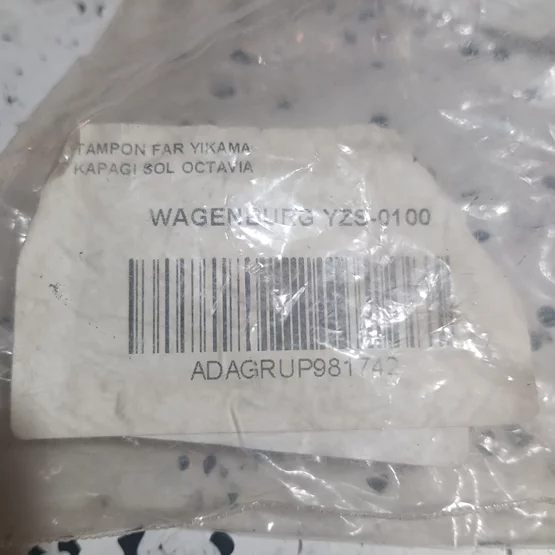 TAMPON FAR YIKAMA
KAPAGI SOL OCTAVIA
WAGENBURG YZS-0100
ADAGRUP981742